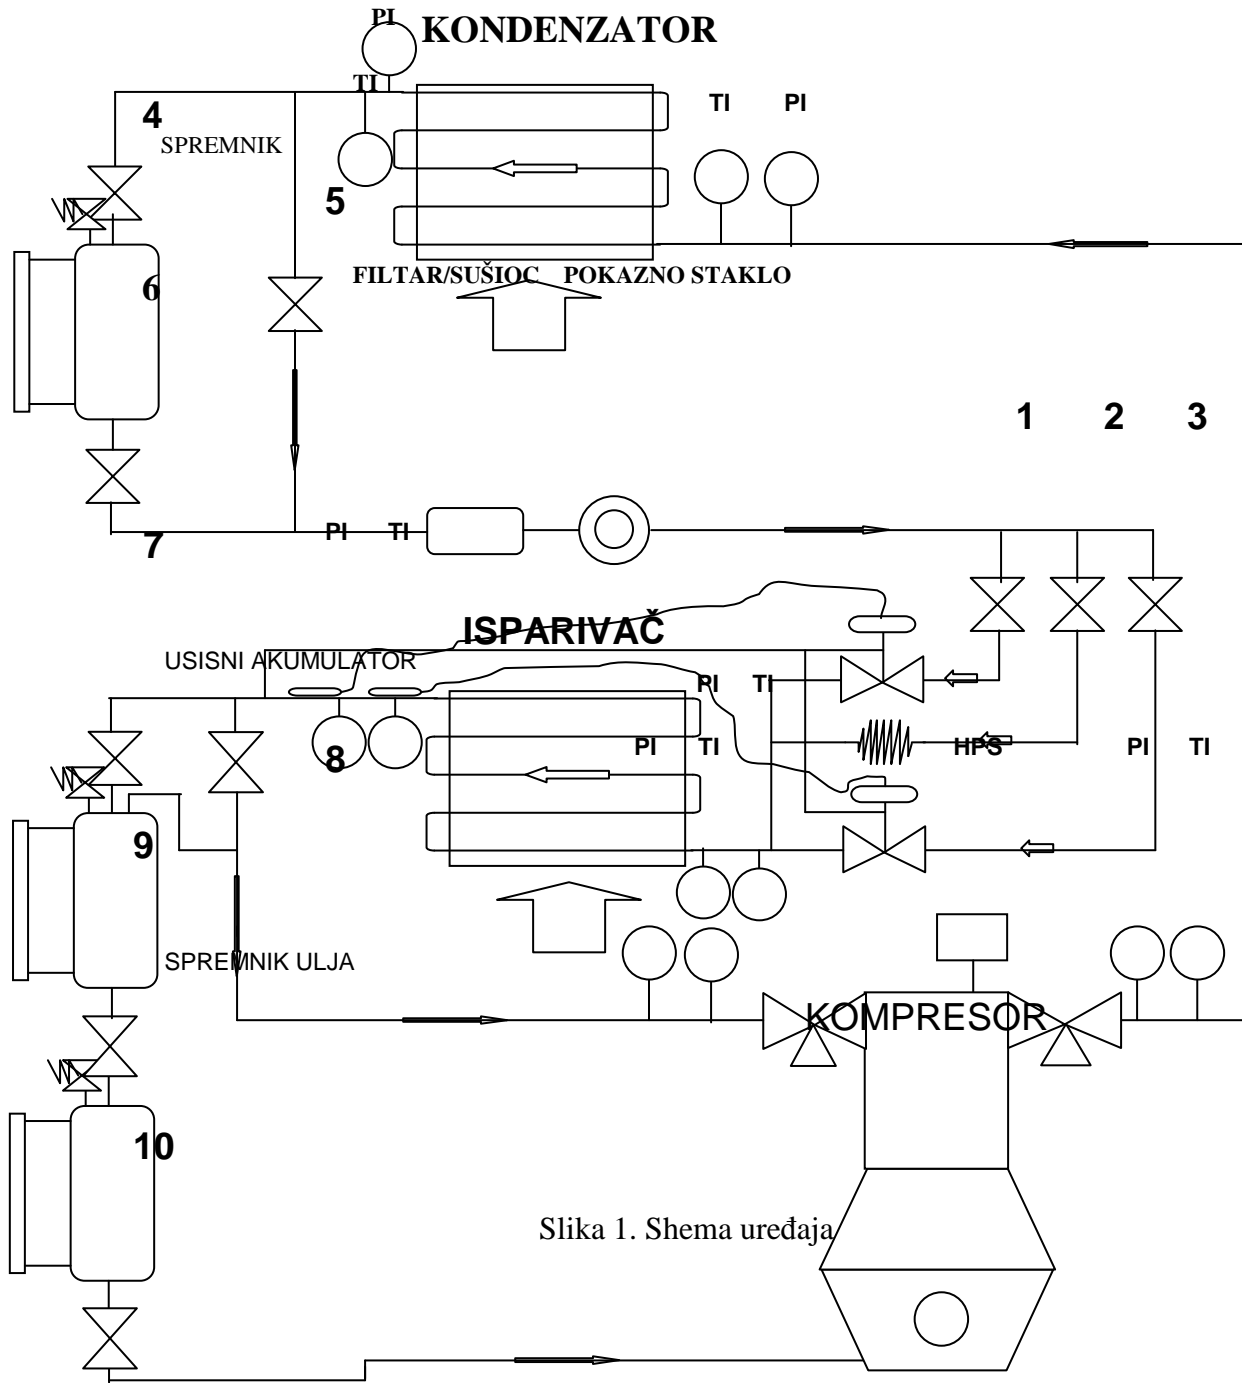 PI
KONDENZATOR
TI
TI PI
4
SPREMNIK
5
FILTAR/SUŠIOC POKAZNO STAKLO
6
1 2 3
7
PI TI
ISPARIVAČ
USISNI AKUMULATOR
PI TI
8
PI TI
HPS
PI TI
9
SPREMNIK ULJA
KOMPRESOR
10
Slika 1. Shema uređaja